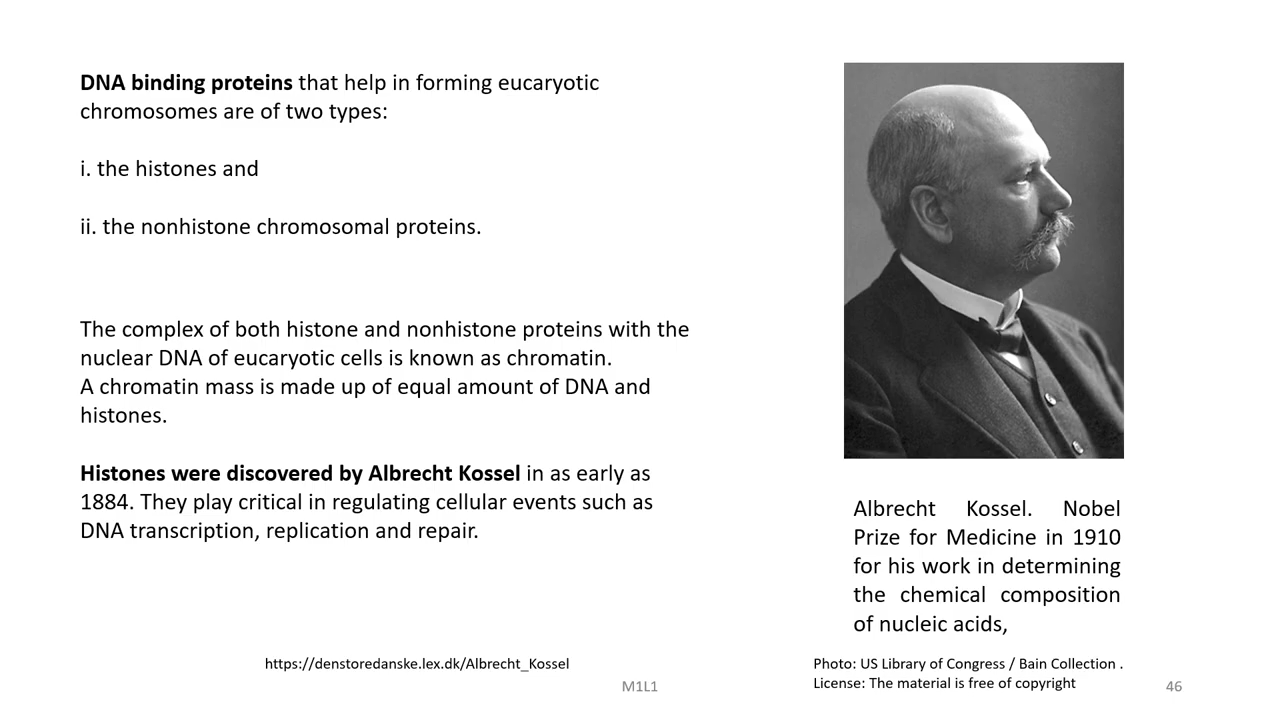 DNA binding proteins that help in forming eucaryotic
chromosomes are of two types:
i. the histones and
ii. the nonhistone chromosomal proteins.
The complex of both histone and nonhistone proteins with the
nuclear DNA of eucaryotic cells is known as chromatin.
A chromatin mass is made up of equal amount of DNA and
histones.
Histones were discovered by Albrecht Kossel in as early as
1884. They play critical in regulating cellular events such as
DNA transcription, replication and repair.
Albrecht Kossel. Nobel
Prize for Medicine in 1910
for his work in determining
the chemical composition
of nucleic acids,
https://denstoredanske.lex.dk/Albrecht_Kossel
Photo: US Library of Congress / Bain Collection .
License: The material is free of copyright
M1L1
46